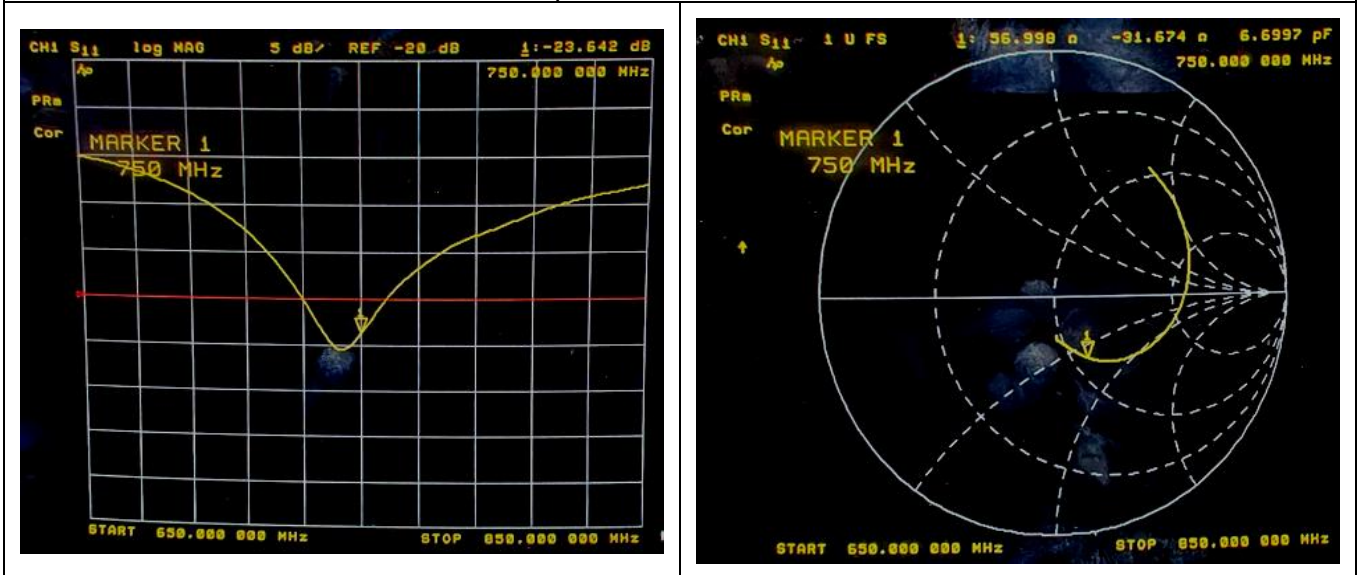 CH1 S11 log MAG 5 dB/ REF -20 dB 1:-23.642 dB
Ap
750.000 000 MHz
PRm
Cor
MARKER 1
750 MHz
START 650.000 000 MHz
STOP 850.000 000 MHz
CH1 S11 1 U FS 1: 56.998 Ω -31.674 Ω 6.6997 pF
Ap
750.000 000 MHz
PRm
Cor
MARKER 1
750 MHz
START 650.000 000 MHz
STOP 850.000 000 MHz